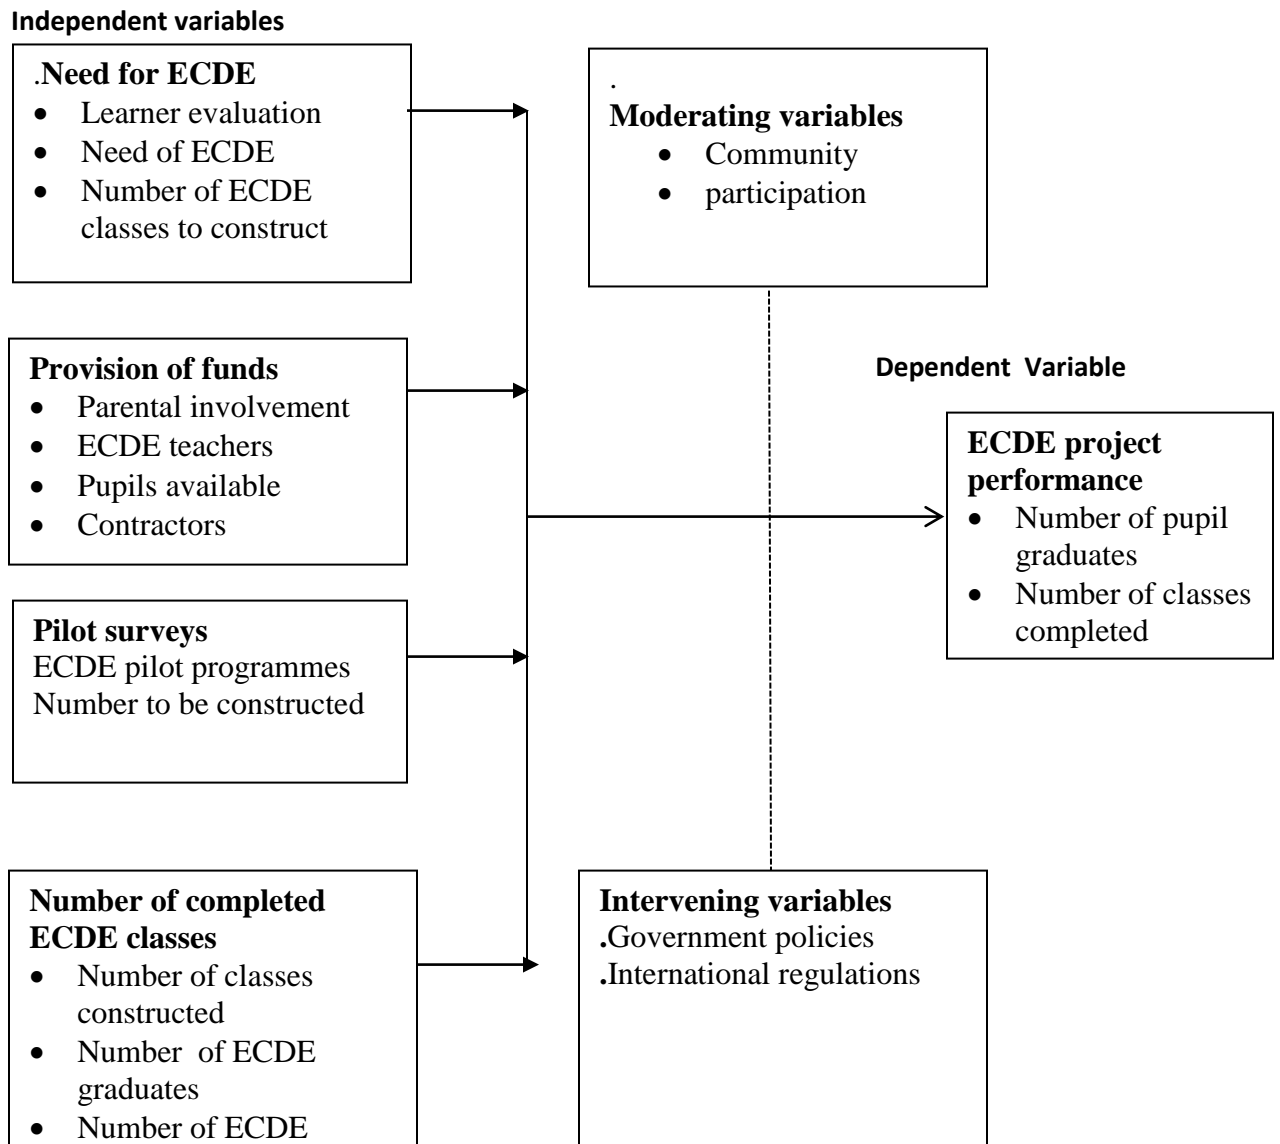 Independent variables
.Need for ECDE
• Learner evaluation
• Need of ECDE
• Number of ECDE
classes to construct
.
Moderating variables
• Community
• participation
Provision of funds
• Parental involvement
• ECDE teachers
• Pupils available
• Contractors
Dependent Variable
ECDE project
performance
• Number of pupil
graduates
• Number of classes
completed
Pilot surveys
ECDE pilot programmes
Number to be constructed
Number of completed
ECDE classes
• Number of classes
constructed
• Number of ECDE
graduates
• Number of ECDE
Intervening variables
.Government policies
.International regulations